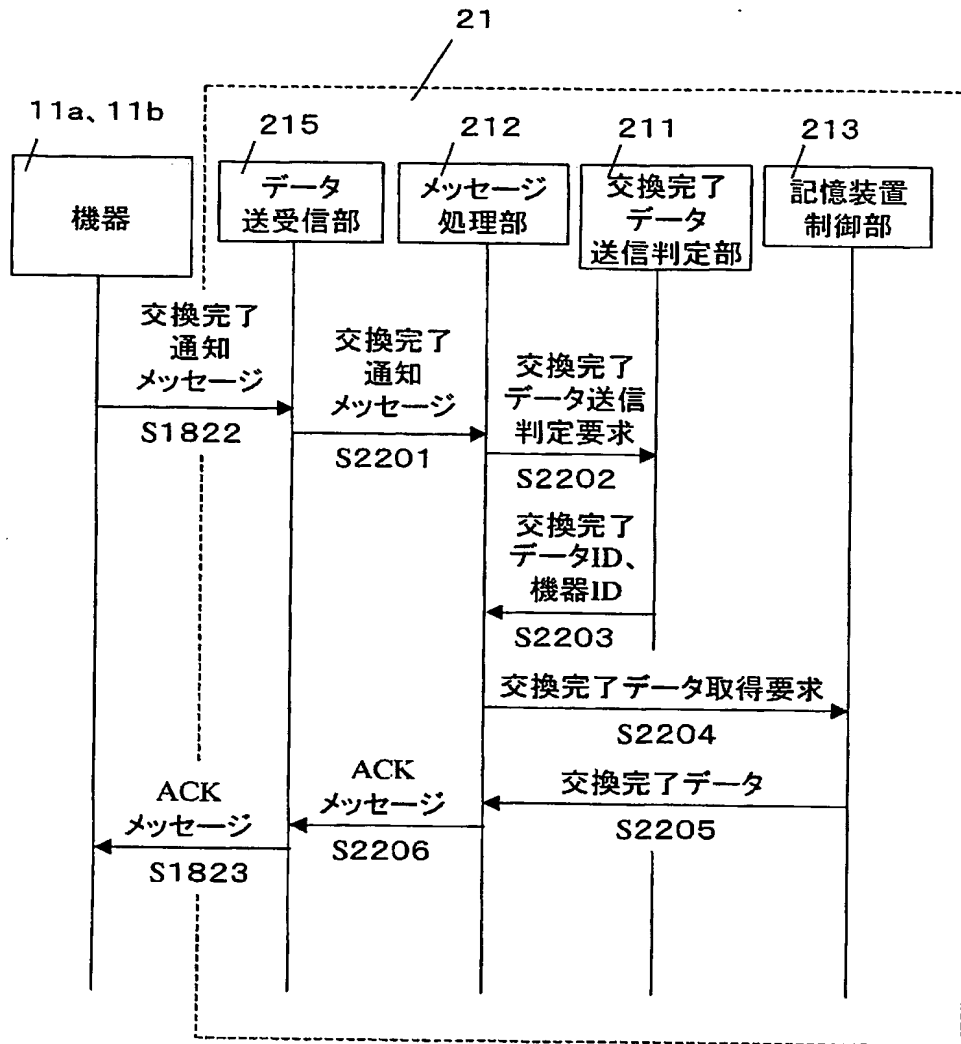 21
11a、11b
215
212
211
213
機器
データ
送受信部
メッセージ
処理部
交換完了
データ
送信判定部
記憶装置
制御部
交換完了
通知
メッセージ
S1822
交換完了
通知
メッセージ
S2201
交換完了
データ送信
判定要求
S2202
交換完了
データID、
機器ID
S2203
交換完了データ取得要求
S2204
交換完了データ
S2205
ACK
メッセージ
S2206
ACK
メッセージ
S1823